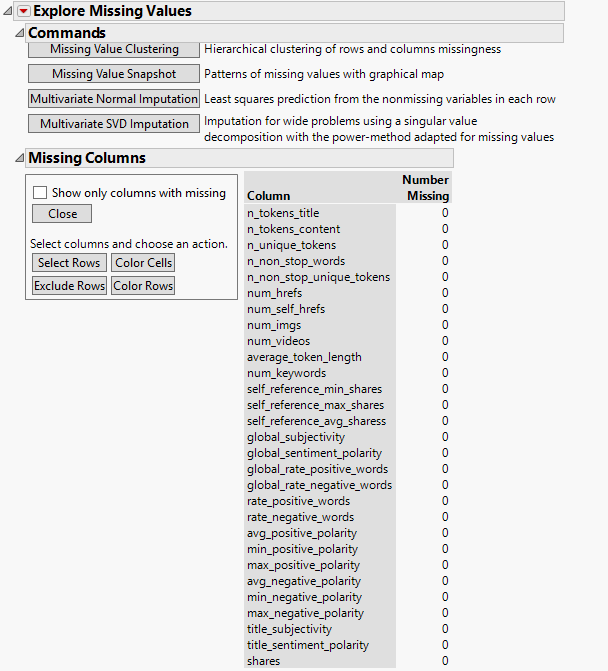 Explore Missing Values
Commands
Missing Value Clustering Hierarchical clustering of rows and columns missingness
Missing Value Snapshot Patterns of missing values with graphical map
Multivariate Normal Imputation Least squares prediction from the nonmissing variables in each row
Multivariate SVD Imputation Imputation for wide problems using a singular value
decomposition with the power-method adapted for missing values
Missing Columns
Show only columns with missing
Close
Select columns and choose an action.
Select Rows Color Cells
Exclude Rows Color Rows
Number
Column Missing
n_tokens_title 0
n_tokens_content 0
n_unique_tokens 0
n_non_stop_words 0
n_non_stop_unique_tokens 0
num_hrefs 0
num_self_hrefs 0
num_imgs 0
num_videos 0
average_token_length 0
num_keywords 0
self_reference_min_shares 0
self_reference_max_shares 0
self_reference_avg_sharess 0
global_subjectivity 0
global_sentiment_polarity 0
global_rate_positive_words 0
global_rate_negative_words 0
rate_positive_words 0
rate_negative_words 0
avg_positive_polarity 0
min_positive_polarity 0
max_positive_polarity 0
avg_negative_polarity 0
min_negative_polarity 0
max_negative_polarity 0
title_subjectivity 0
title_sentiment_polarity 0
shares 0